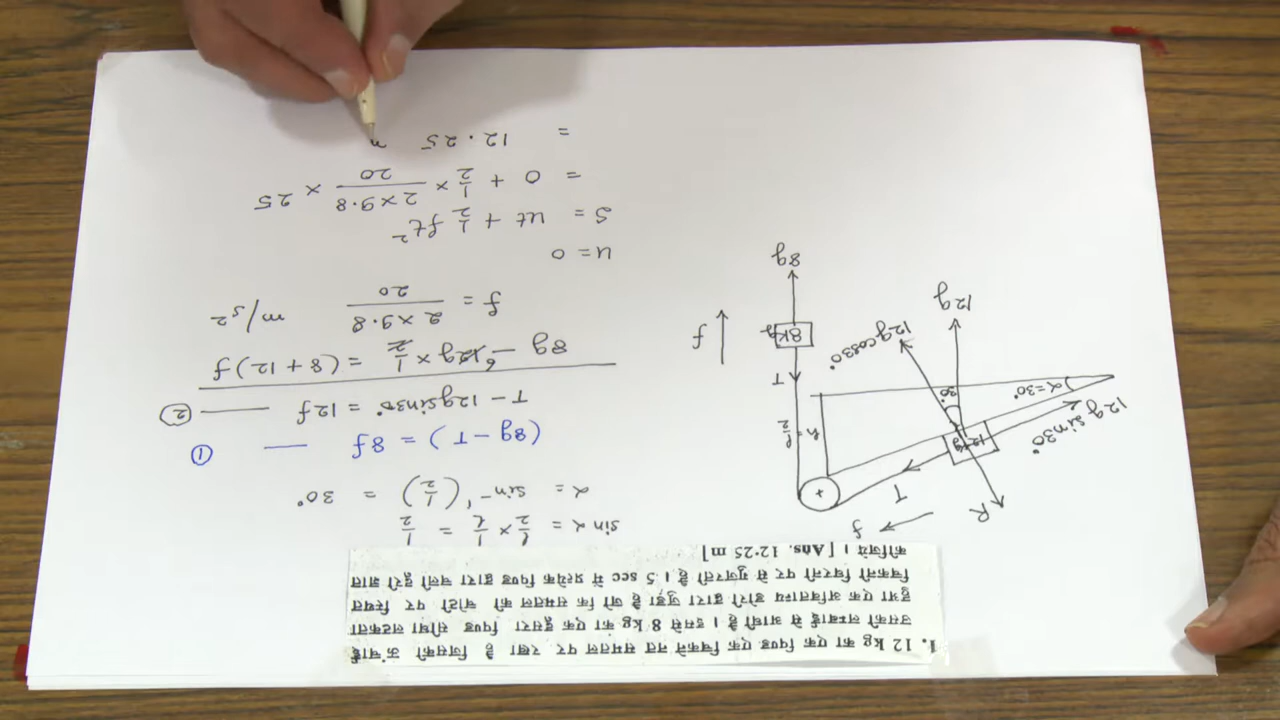 1. 12 kg का एक पिण्ड एक चिकने नत समतल पर रखा है जिसकी ऊंचाई
उसकी लम्बाई से आधी है । इससे 8 kg का एक दूसरा पिण्ड सीधा लटकता
हुआ एक अवितान्य डोरी द्वारा जुड़ा है जो कि समतल की चोटी पर स्थित
चिकनी घिरनी पर से गुजरती है । 5 sec में प्रत्येक पिण्ड द्वारा चली दूरी ज्ञात
कीजिये । [Ans. 12·25 m]
sin α = l/2 × 1/l = 1/2
α = sin⁻¹(1/2) = 30°
(8g − T) = 8f — ①
T − 12g sin30° = 12f — ②
8g − 12g × 1/2 = (8 + 12)f
6
f = 2×9·8/20 m/s²
u = 0
S = ut + 1/2 ft²
= 0 + 1/2 × 2×9·8/20 × 25
= 12·25
f
R
T
12g sin30°
12kg
h = l/2
30°
α=30°
T
12g cos30°
12g
8kg
f
8g